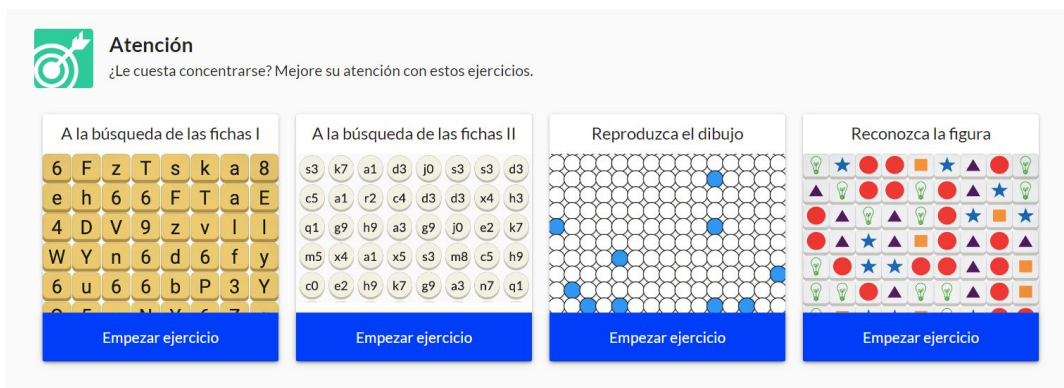 Atención
¿Le cuesta concentrarse? Mejore su atención con estos ejercicios.
A la búsqueda de las fichas I
6 F z T s k a 8
e h 6 6 F T a E
4 D V 9 z v l l
W Y n 6 d 6 f y
6 u 6 6 b P 3 Y
Empezar ejercicio
A la búsqueda de las fichas II
s3 k7 a1 d3 j0 s3 s3 d3
c5 a1 r2 c4 d3 d3 x4 h3
q1 g9 h9 a3 g9 j0 e2 k7
m5 x4 a1 x5 s3 m8 c5 h9
c0 e2 h9 k7 g9 a3 n7 q1
Empezar ejercicio
Reproduzca el dibujo
Empezar ejercicio
Reconozca la figura
Empezar ejercicio